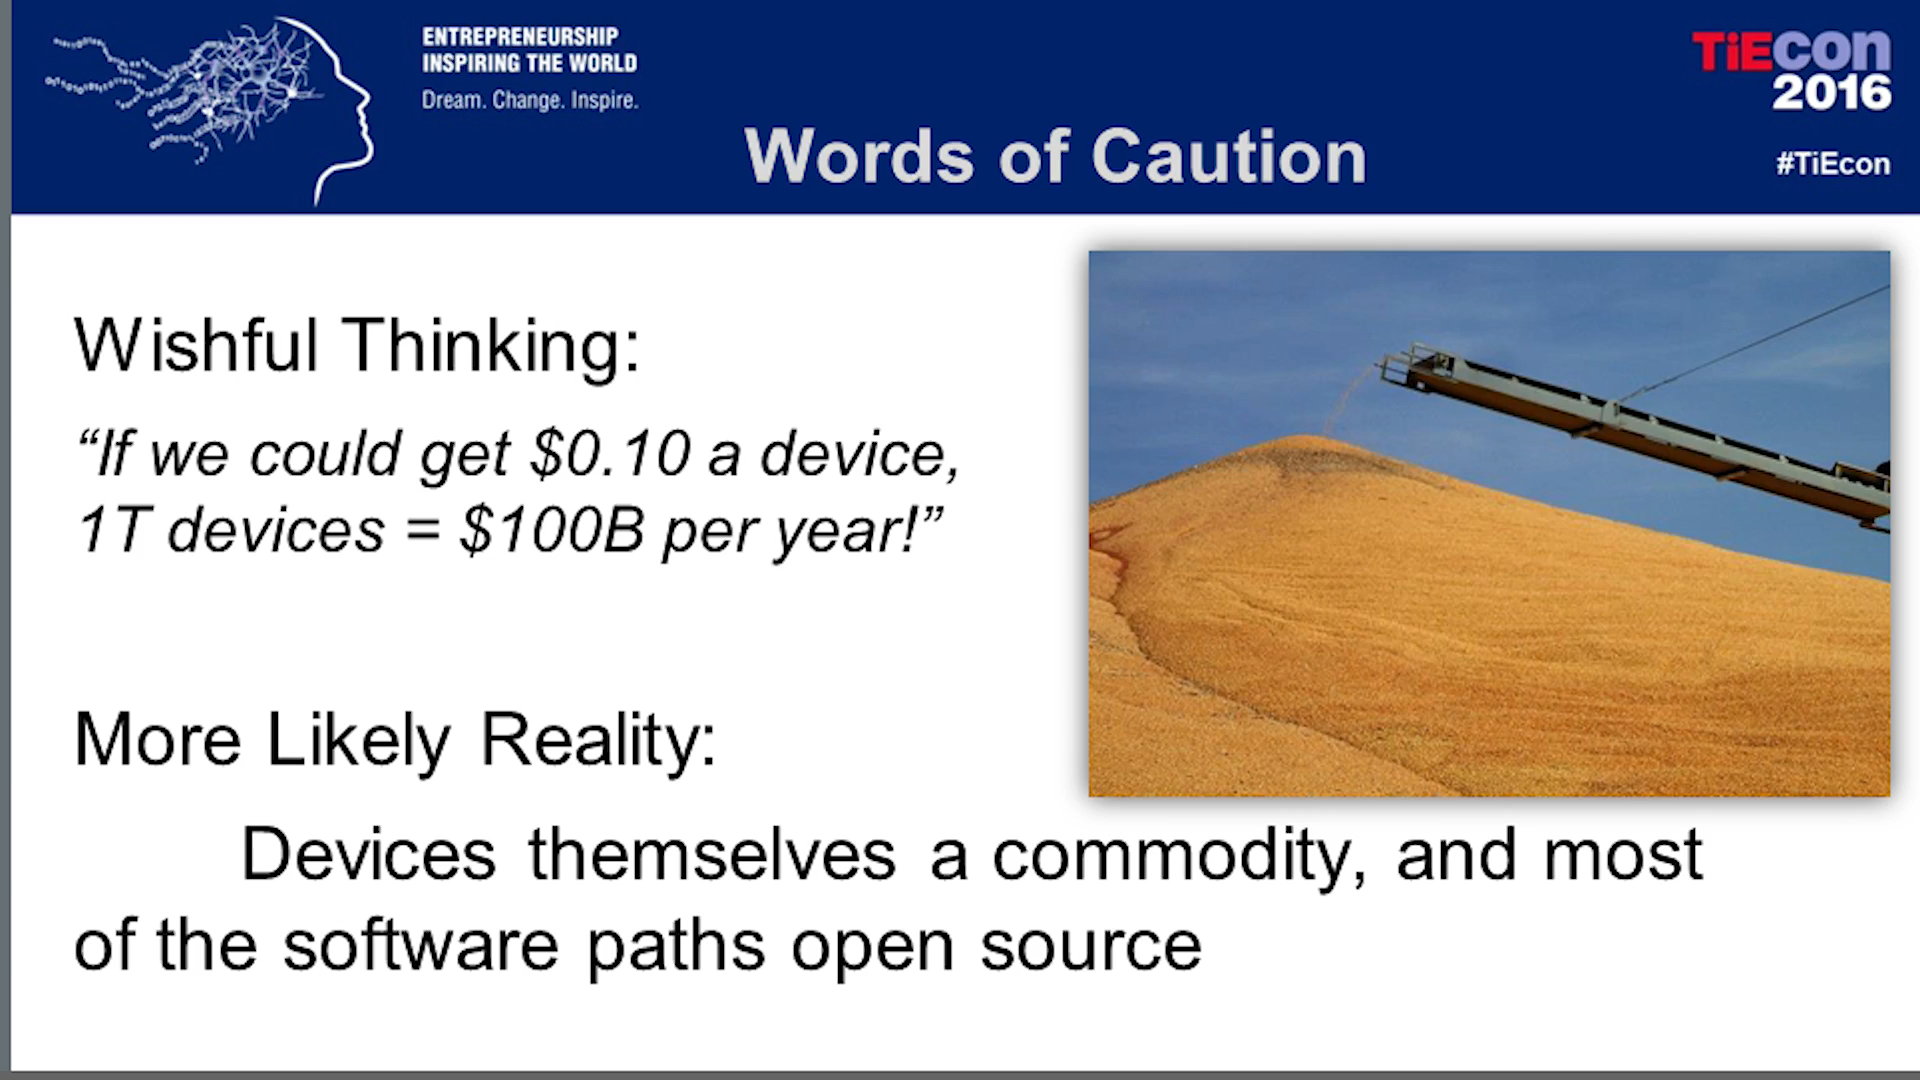 ENTREPRENEURSHIP
INSPIRING THE WORLD
Dream. Change. Inspire.
TiEcon
2016
#TiEcon
Words of Caution
Wishful Thinking:
“If we could get $0.10 a device,
1T devices = $100B per year!”
More Likely Reality:
Devices themselves a commodity, and most
of the software paths open source